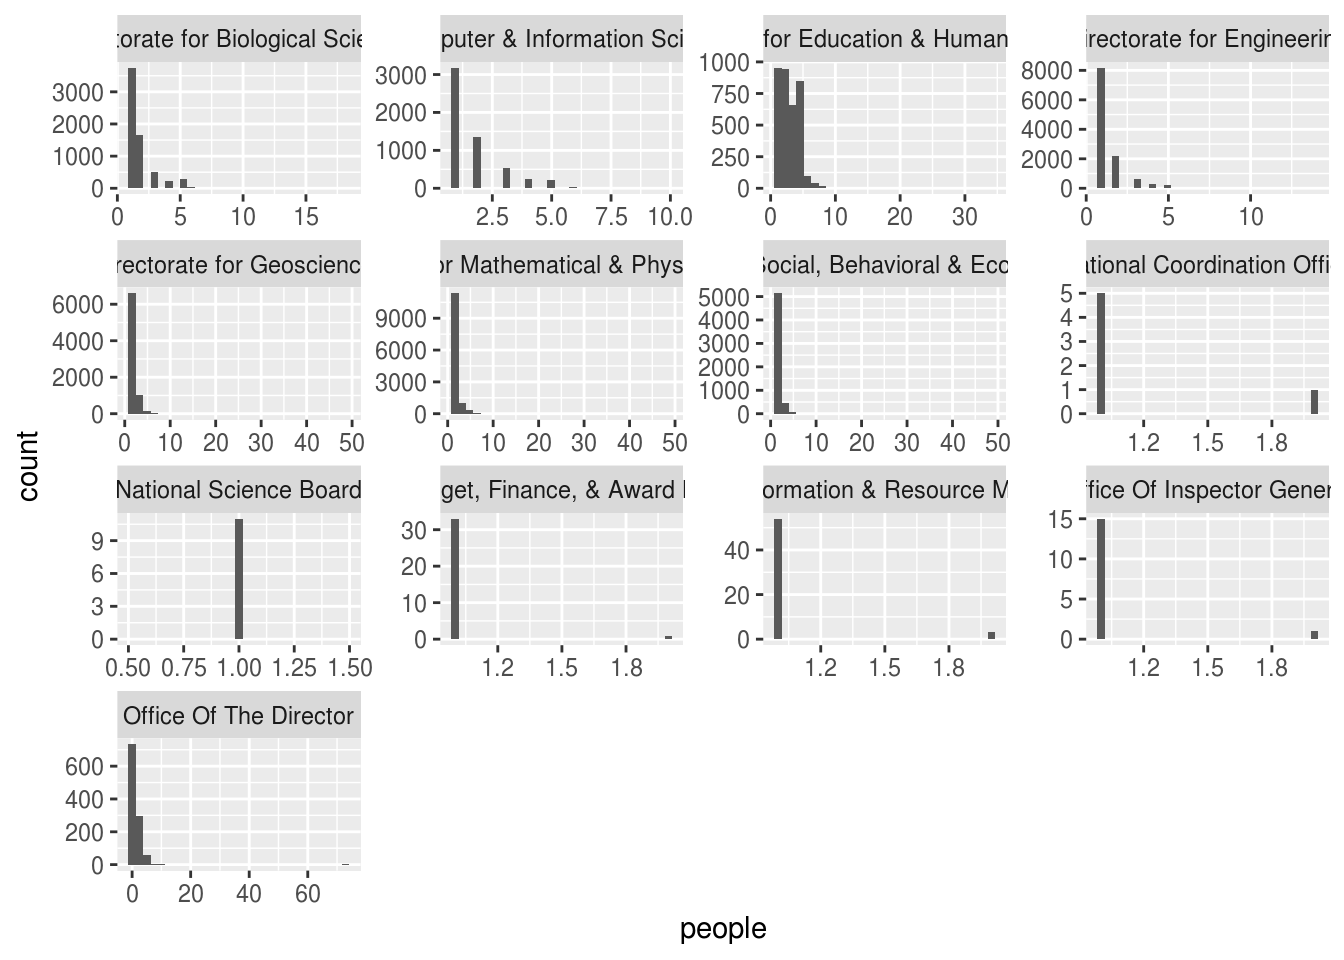 torate for Biological Scie
puter & Information Sci
for Education & Human
irectorate for Engineerin
3000
2000
1000
0
0 5 10 15
3000
2000
1000
0
2.5 5.0 7.5 10.0
1000
750
500
250
0
0 10 20 30
8000
6000
4000
2000
0
0 5 10
rectorate for Geoscienc
or Mathematical & Phys
Social, Behavioral & Eco
ational Coordination Offi
6000
4000
2000
0
0 10 20 30 40 50
9000
6000
3000
0
0 10 20 30 40 50
5000
4000
3000
2000
1000
0
0 10 20 30 40 50
5
4
3
2
1
0
1.2 1.5 1.8
National Science Board
get, Finance, & Award
ormation & Resource M
ffice Of Inspector Gener
9
6
3
0
0.50 0.75 1.00 1.25 1.50
30
20
10
0
1.2 1.5 1.8
40
20
0
1.2 1.5 1.8
15
10
5
0
1.2 1.5 1.8
Office Of The Director
600
400
200
0
0 20 40 60
count
people